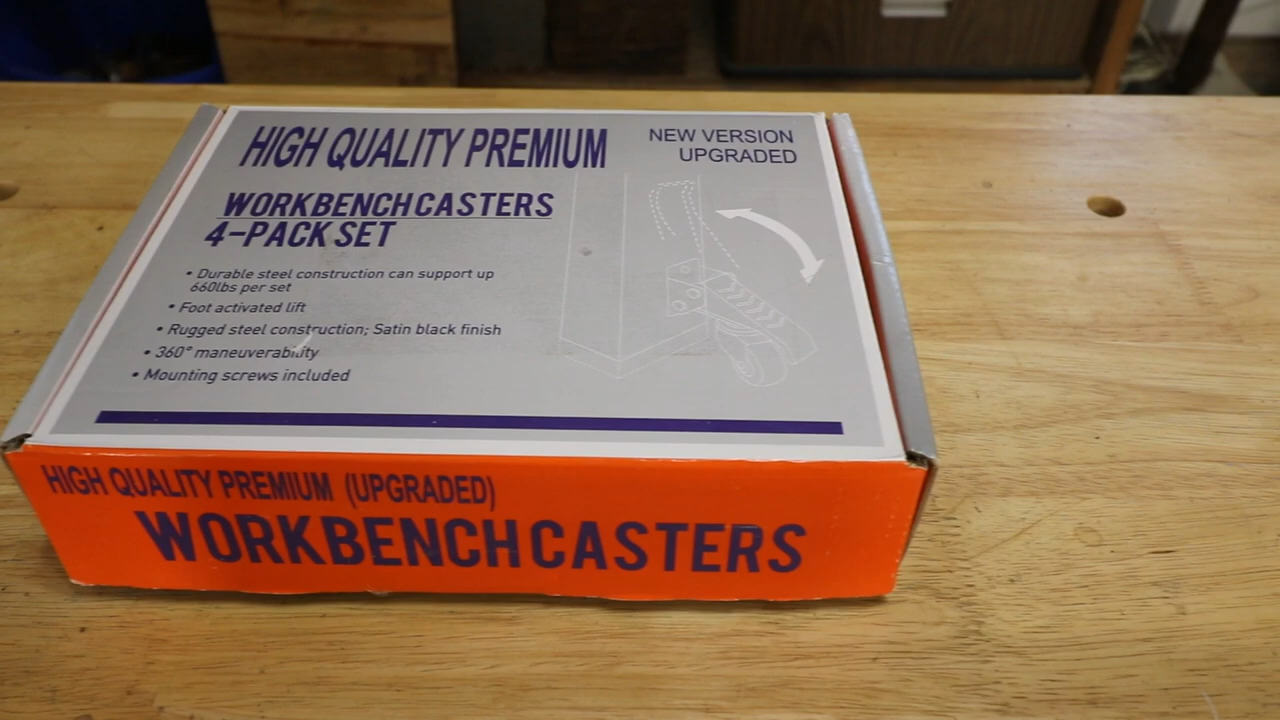 HIGH QUALITY PREMIUM
NEW VERSION
UPGRADED
WORKBENCH CASTERS
4-PACK SET
• Durable steel construction can support up
660lbs per set
• Foot activated lift
• Rugged steel construction; Satin black finish
• 360° maneuverability
• Mounting screws included
HIGH QUALITY PREMIUM (UPGRADED)
WORKBENCH CASTERS